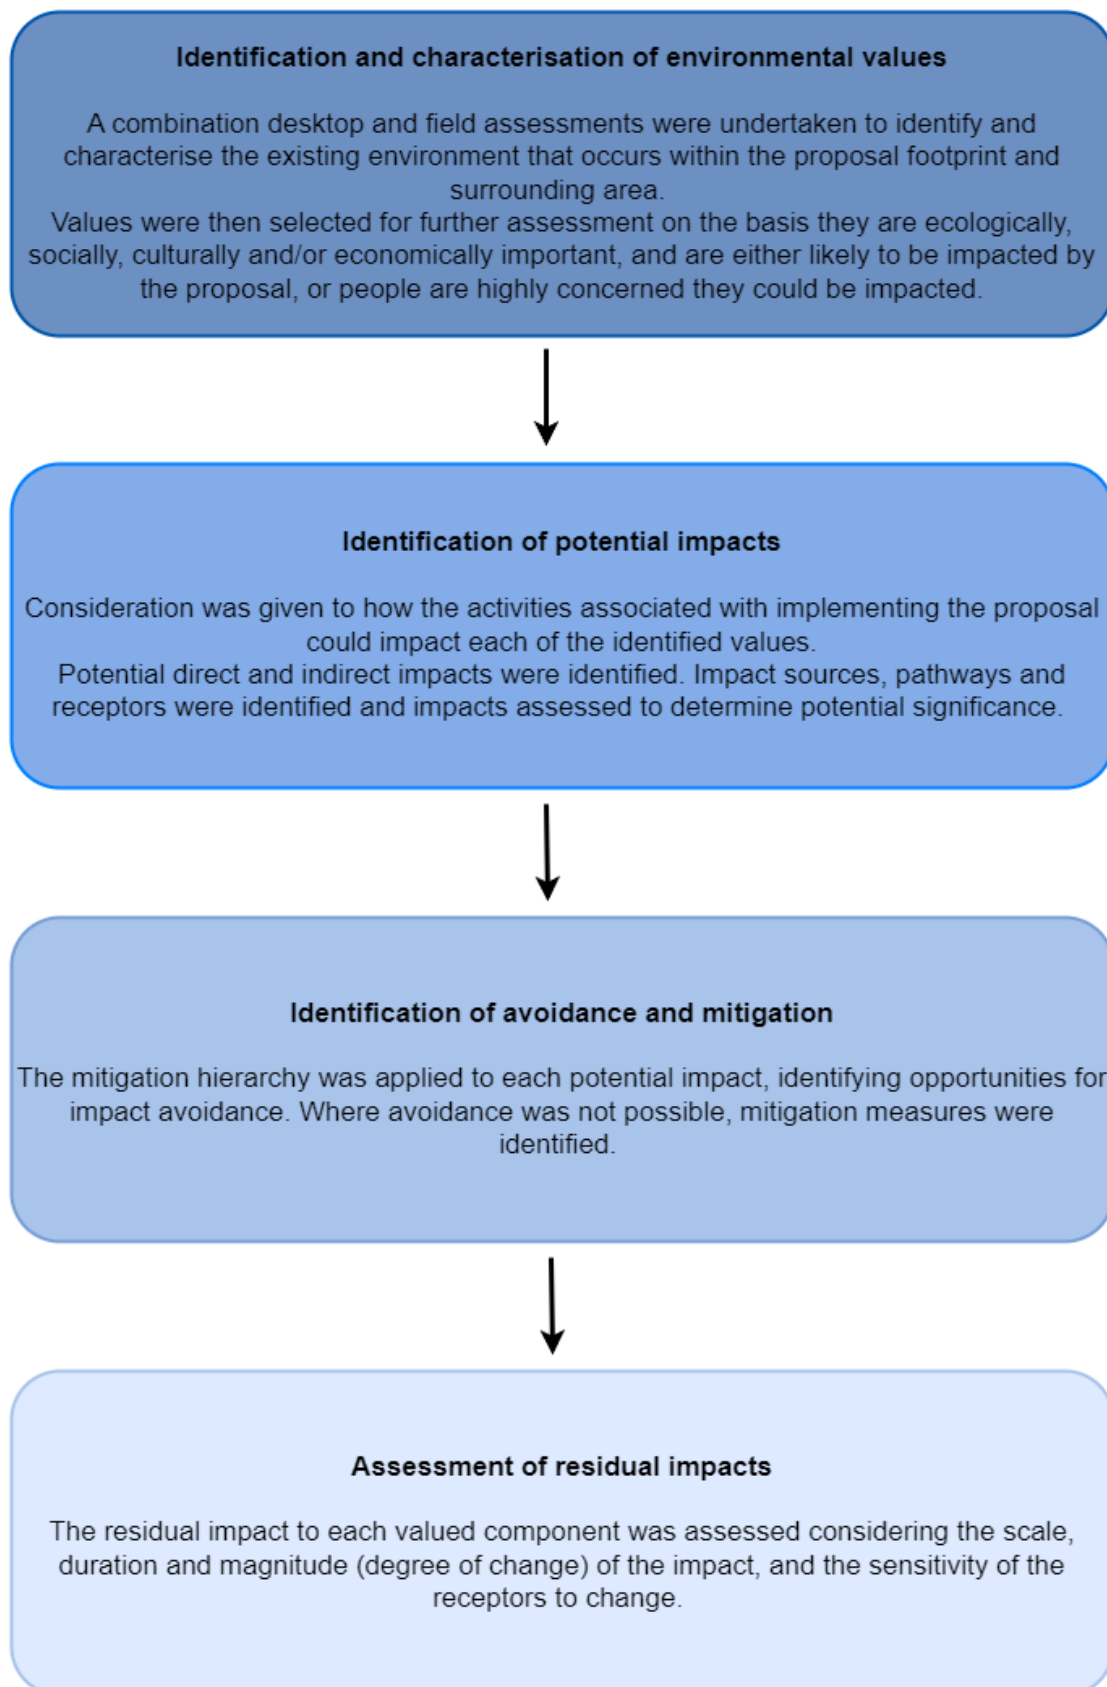 Identification and characterisation of environmental values
A combination desktop and field assessments were undertaken to identify and
characterise the existing environment that occurs within the proposal footprint and
surrounding area.
Values were then selected for further assessment on the basis they are ecologically,
socially, culturally and/or economically important, and are either likely to be impacted by
the proposal, or people are highly concerned they could be impacted.
Identification of potential impacts
Consideration was given to how the activities associated with implementing the proposal
could impact each of the identified values.
Potential direct and indirect impacts were identified. Impact sources, pathways and
receptors were identified and impacts assessed to determine potential significance.
Identification of avoidance and mitigation
The mitigation hierarchy was applied to each potential impact, identifying opportunities for
impact avoidance. Where avoidance was not possible, mitigation measures were
identified.
Assessment of residual impacts
The residual impact to each valued component was assessed considering the scale,
duration and magnitude (degree of change) of the impact, and the sensitivity of the
receptors to change.